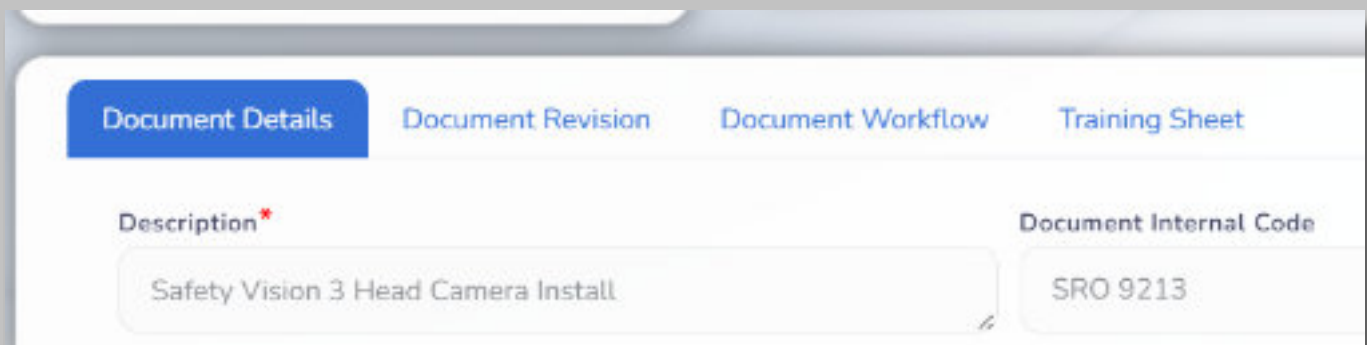 Document Details Document Revision Document Workflow Training Sheet
Description* Document Internal Code
Safety Vision 3 Head Camera Install SRO 9213